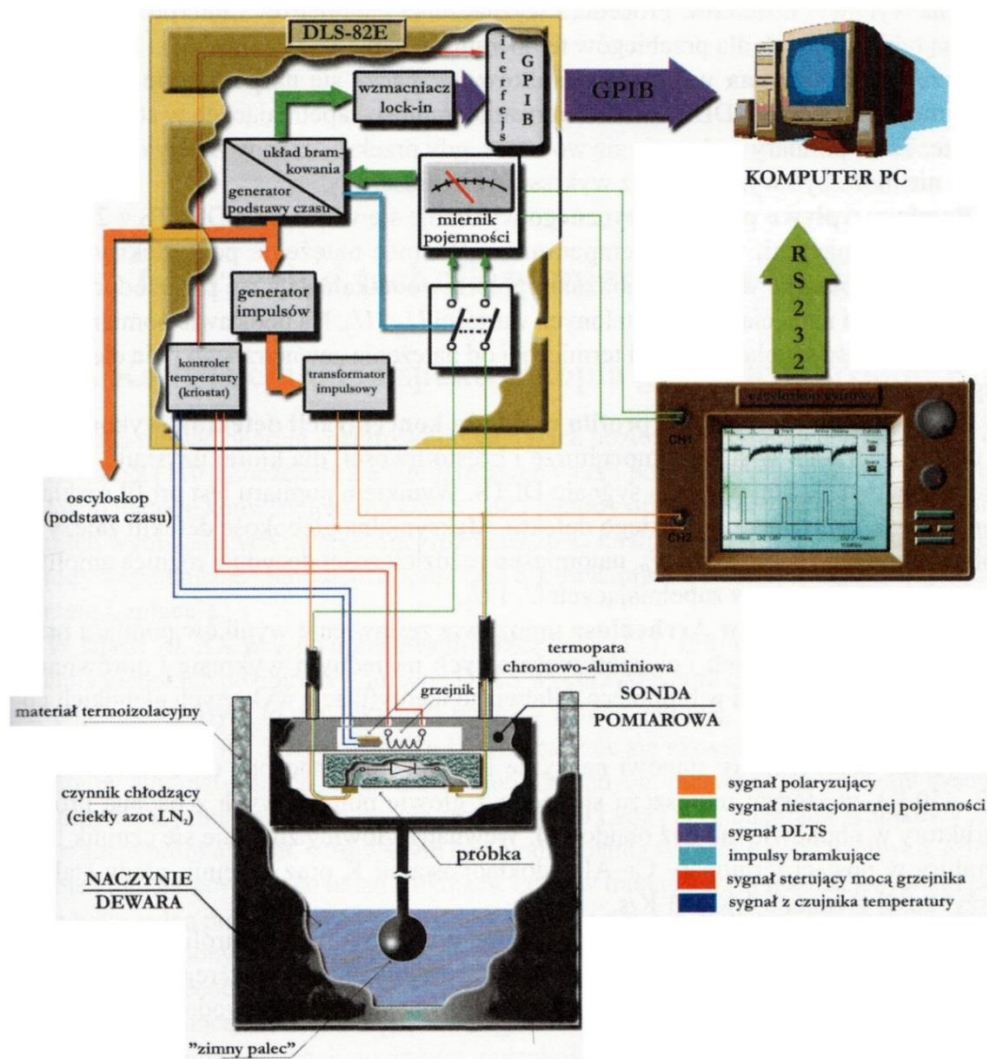 DLS-82E
interfejs
GPIB
wzmacniacz
lock-in
GPIB
układ bram-
kowania
generator
podstawy czasu
miernik
pojemności
KOMPUTER PC
RS232
generator
impulsów
kontroler
temperatury
(kriostat)
transformator
impulsowy
oscyloskop cyfrowy
CH1
CH2
oscyloskop
(podstawa czasu)
termopara
chromowo-aluminiowa
grzejnik
materiał termoizolacyjny
SONDA
POMIAROWA
czynnik chłodzący
(ciekły azot LN₂)
próbka
NACZYNIE
DEWARA
"zimny palec"
sygnał polaryzujący
sygnał niestacjonarnej pojemności
sygnał DLTS
impulsy bramkujące
sygnał sterujący mocą grzejnika
sygnał z czujnika temperatury